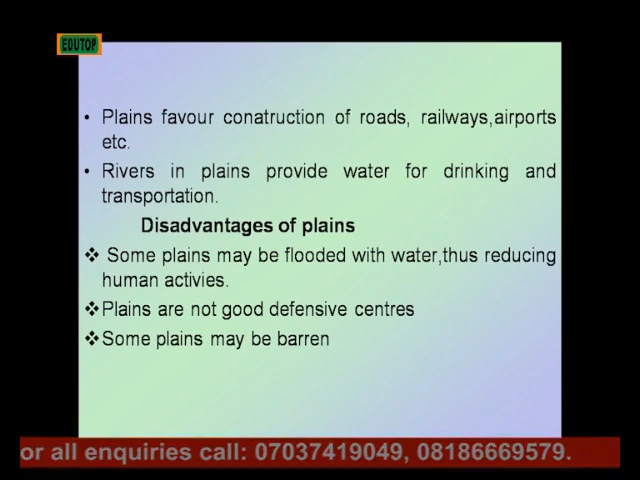 EDUTOP
• Plains favour conatruction of roads, railways,airports
etc.
• Rivers in plains provide water for drinking and
transportation.
Disadvantages of plains
❖ Some plains may be flooded with water,thus reducing
human activies.
❖Plains are not good defensive centres
❖Some plains may be barren
or all enquiries call: 07037419049, 08186669579.